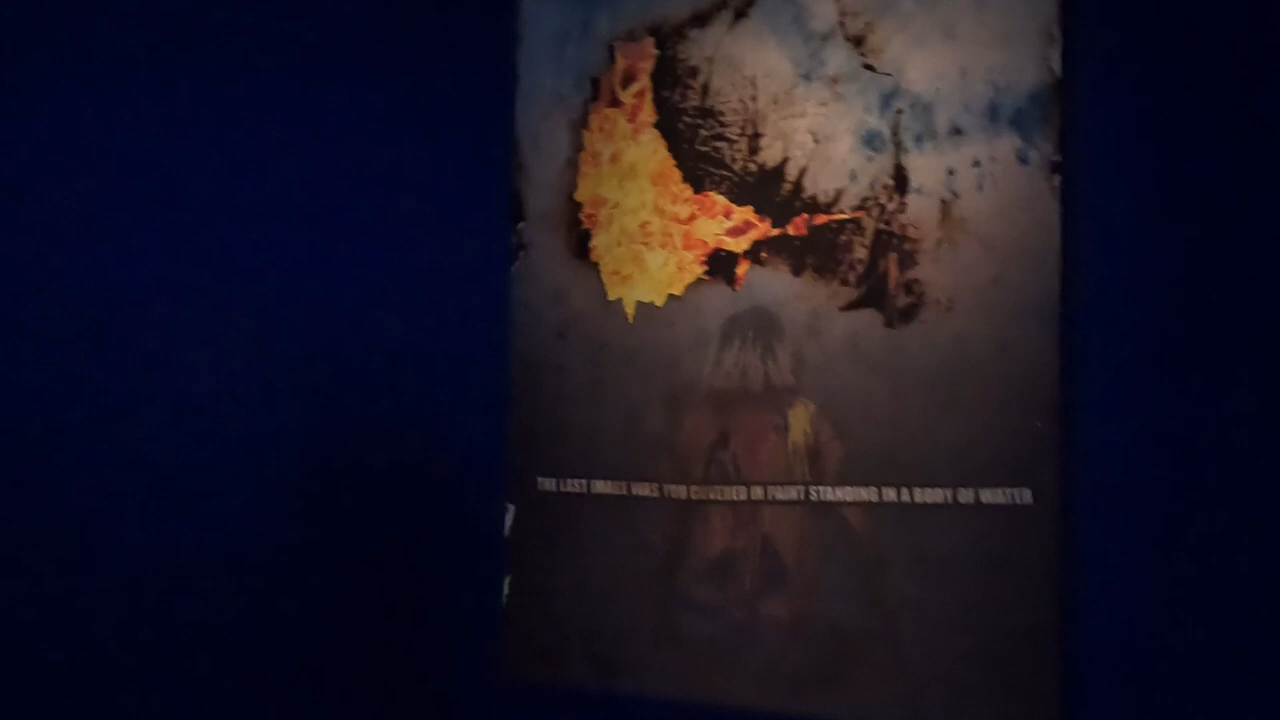 THE LAST IMAGE WAS YOU COVERED IN PAINT STANDING IN A BODY OF WATER